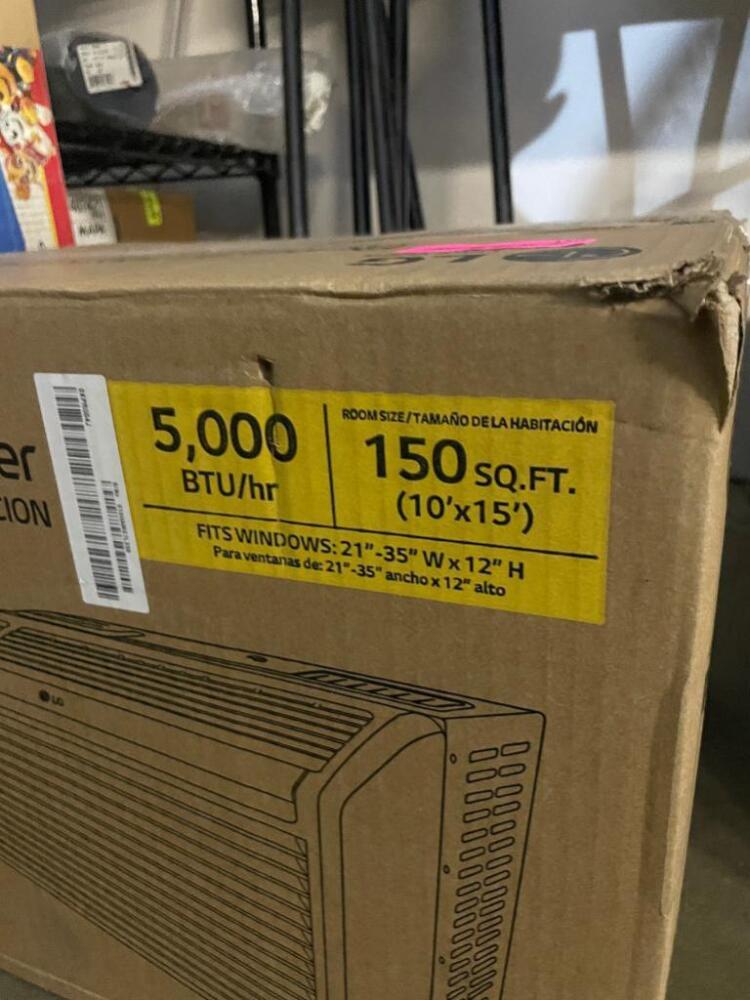 LG
er
CION
5,000
BTU/hr
ROOM SIZE/TAMAÑO DE LA HABITACIÓN
150 SQ.FT.
(10'x15')
FITS WINDOWS: 21"-35" W x 12" H
Para ventanas de: 21"-35" ancho x 12" alto
LG